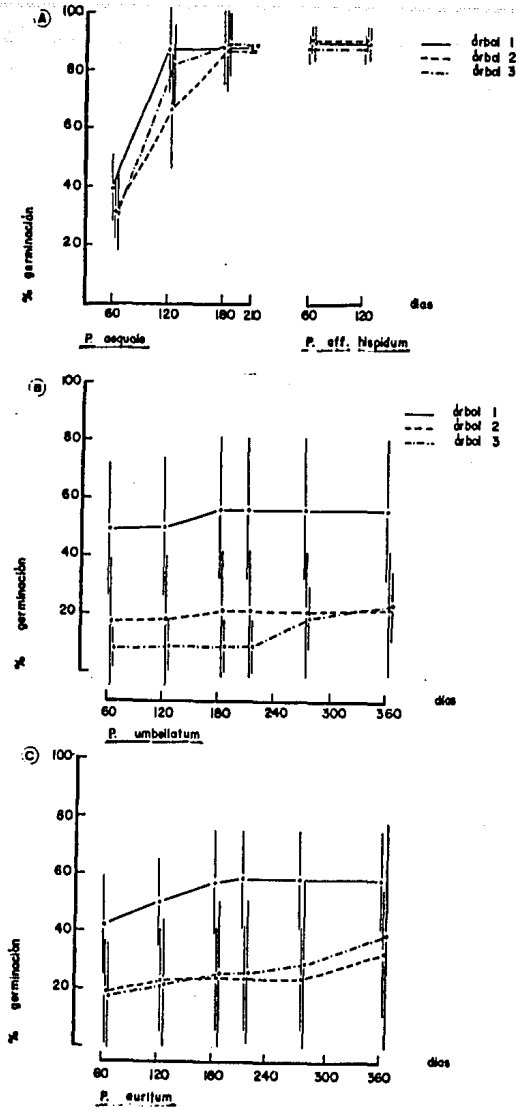 A
100
80
60
40
20
% germinación
árbol 1
árbol 2
árbol 3
60 120 180 210
60 120
días
P. aequale
P. aff. hispidum
B
100
80
60
40
20
% germinación
árbol 1
árbol 2
árbol 3
60 120 180 240 300 360
días
P. umbellatum
C
100
80
60
40
20
% germinación
60 120 180 240 300 360
días
P. auritum